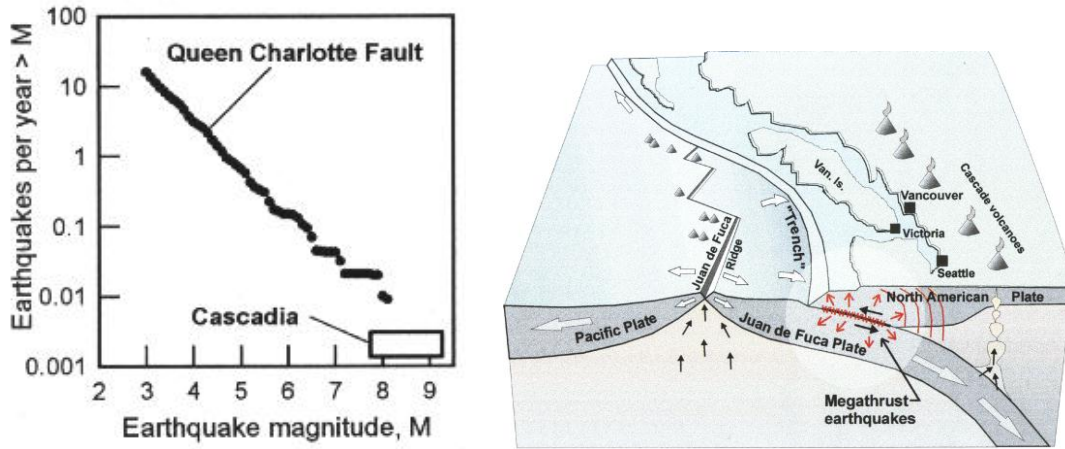 Earthquakes per year > M
100
10
1
0.1
0.01
0.001
Queen Charlotte Fault
Cascadia
2 3 4 5 6 7 8 9
Earthquake magnitude, M
Van. Is.
Vancouver
Victoria
Seattle
Cascade volcanoes
"Trench"
Juan de Fuca
Ridge
North American Plate
Pacific Plate
Juan de Fuca Plate
Megathrust
earthquakes